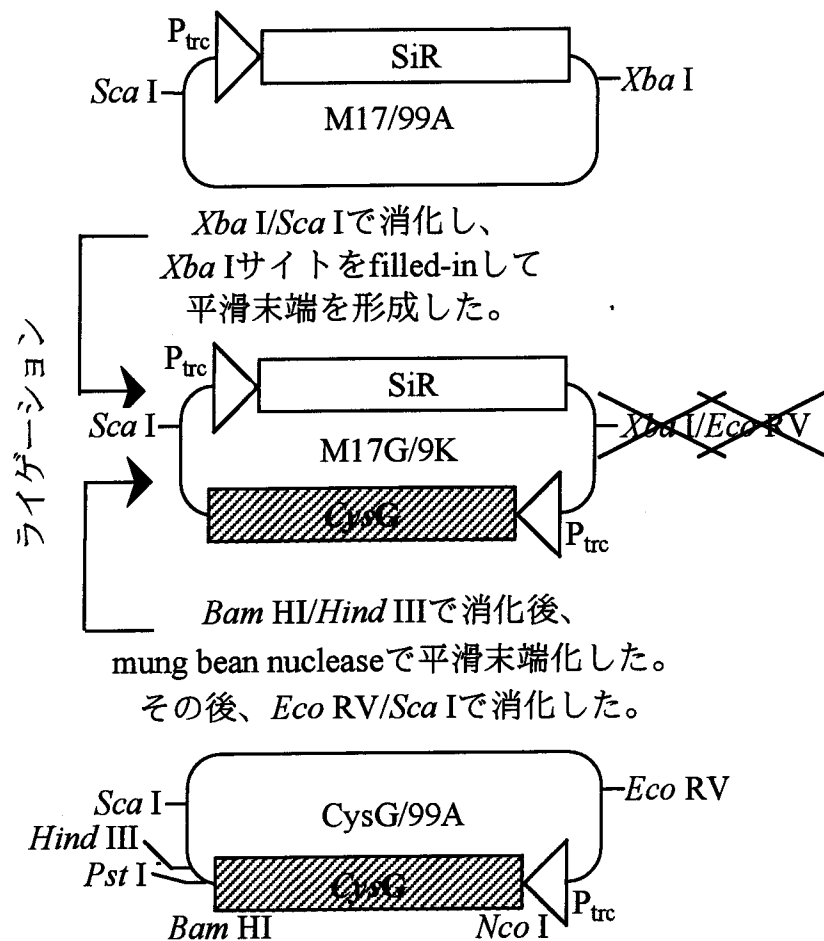 Ptrc
SiR
Sca I
Xba I
M17/99A
Xba I/Sca Iで消化し、
Xba Iサイトをfilled-inして
平滑末端を形成した。
ライゲーション
Ptrc
SiR
Sca I
Xba I/Eco RV
M17G/9K
CysG
Ptrc
Bam HI/Hind IIIで消化後、
mung bean nucleaseで平滑末端化した。
その後、Eco RV/Sca Iで消化した。
Sca I
Eco RV
CysG/99A
Hind III
Pst I
CysG
Ptrc
Bam HI
Nco I